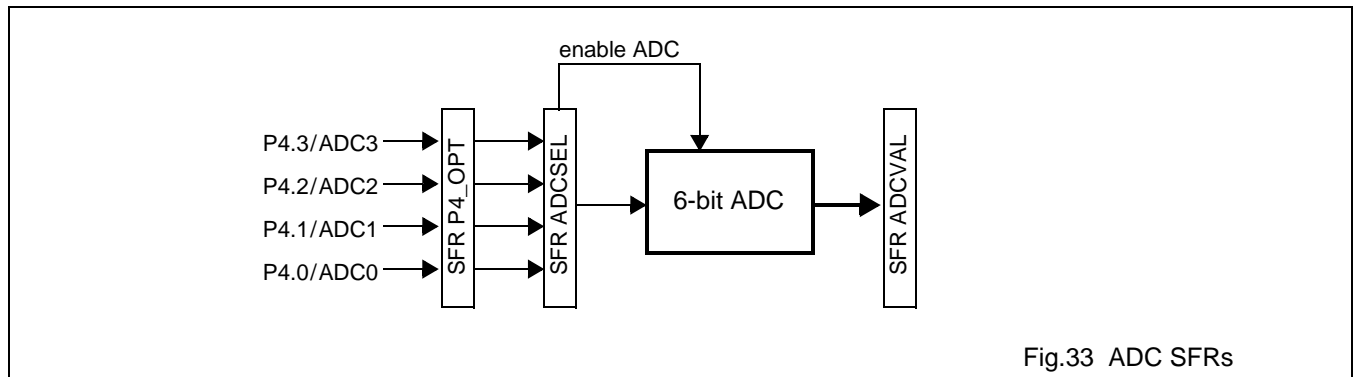 enable ADC
P4.3/ADC3
P4.2/ADC2
P4.1/ADC1
P4.0/ADC0
SFR P4_OPT
SFR ADCSEL
6-bit ADC
SFR ADCVAL
Fig.33 ADC SFRs